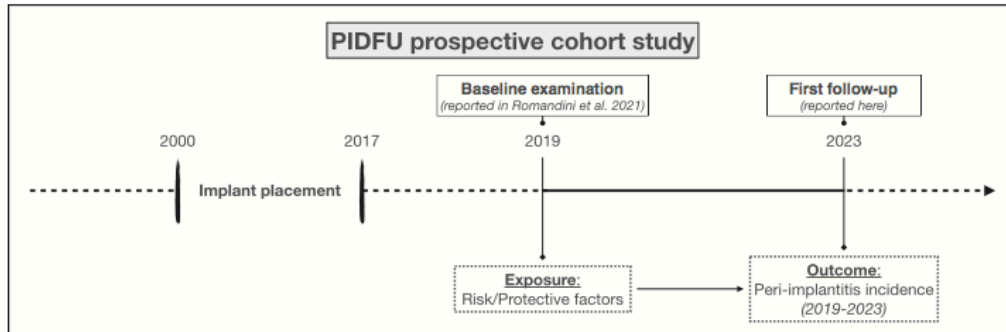 PIDFU prospective cohort study
Baseline examination
(reported in Romandini et al. 2021)
First follow-up
(reported here)
2000
2017
2019
2023
Implant placement
Exposure:
Risk/Protective factors
Outcome:
Peri-implantitis incidence
(2019-2023)